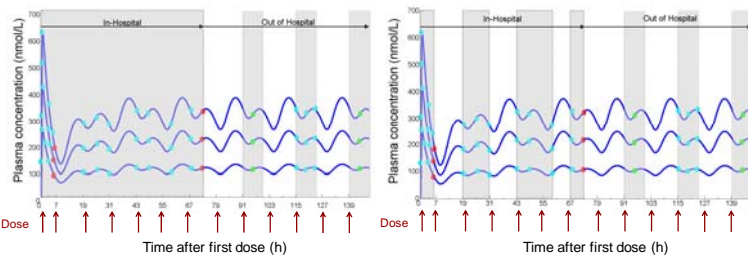 In-Hospital
Out of Hospital
Plasma concentration (nmol/L)
700
600
500
400
300
200
100
0 7 19 31 43 55 67 79 91 103 115 127 139
Dose
Time after first dose (h)
In-Hospital
Out of Hospital
Plasma concentration (nmol/L)
700
600
500
400
300
200
100
0 7 19 31 43 55 67 79 91 103 115 127 139
Dose
Time after first dose (h)